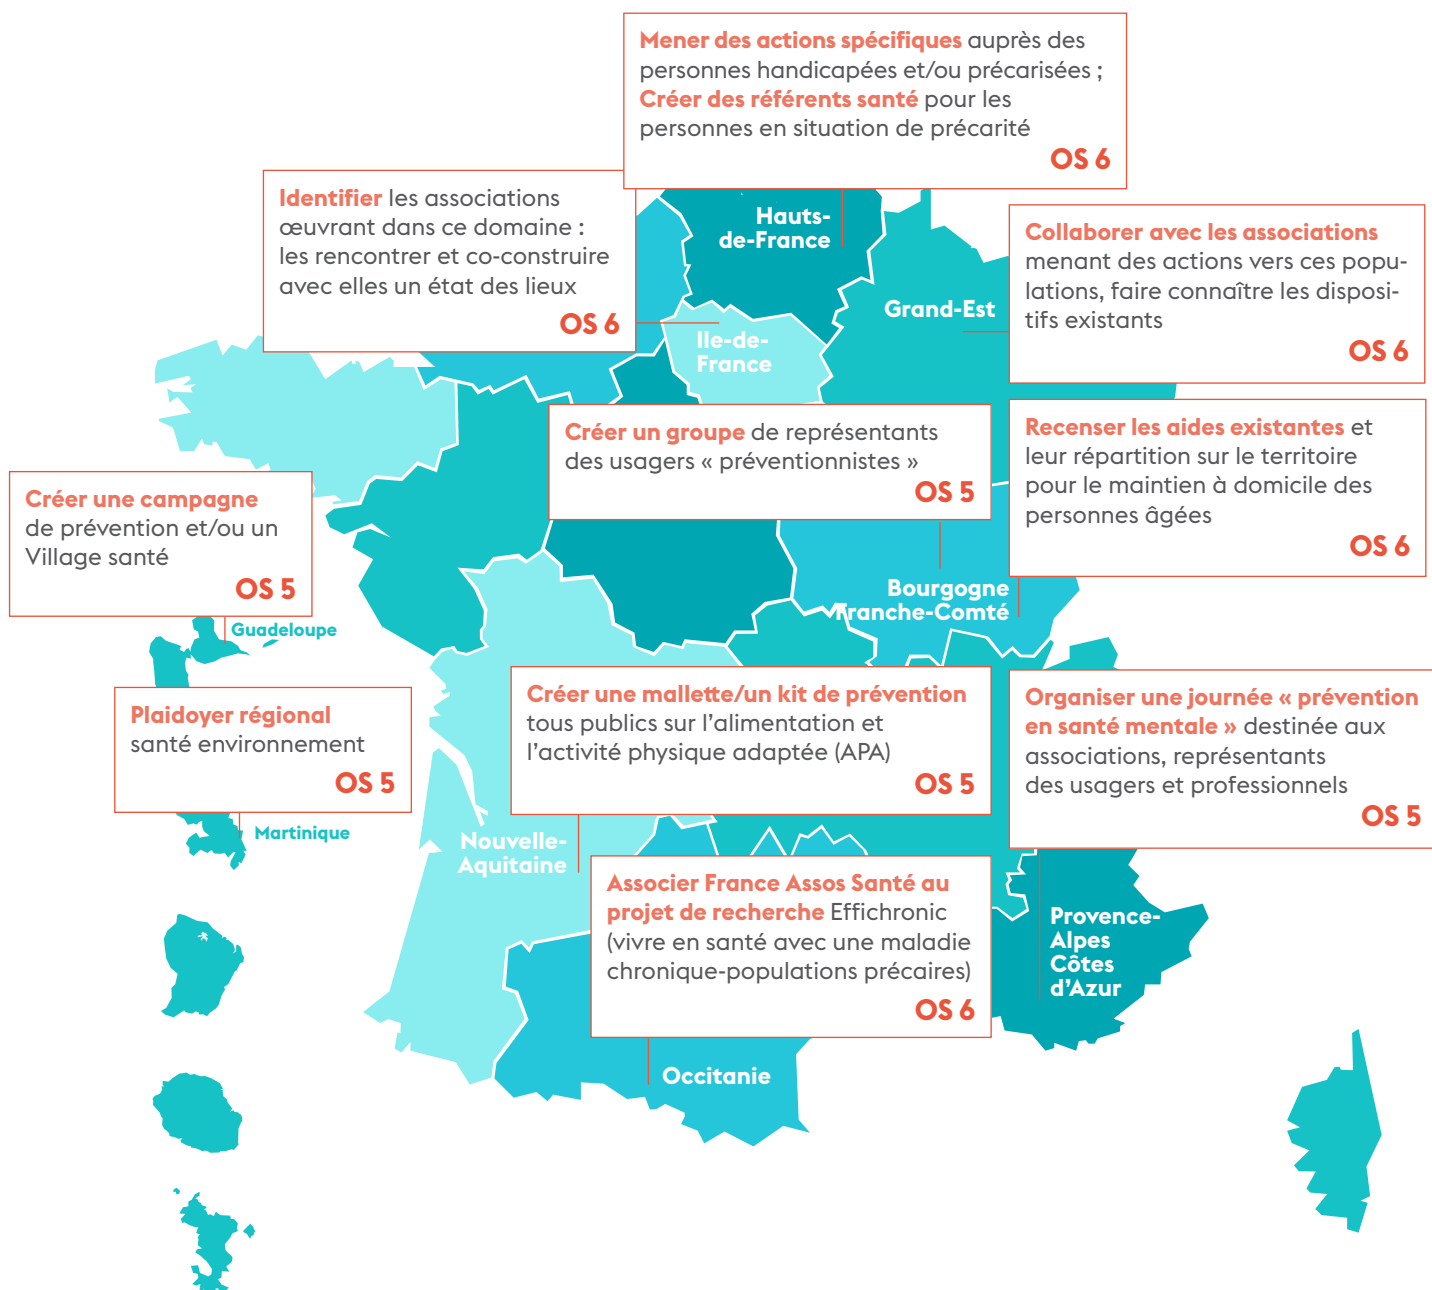 Mener des actions spécifiques auprès des
personnes handicapées et/ou précarisées ;
Créer des référents santé pour les
personnes en situation de précarité
OS 6
Identifier les associations
œuvrant dans ce domaine :
les rencontrer et co-construire
avec elles un état des lieux
OS 6
Hauts-
de-France
Collaborer avec les associations
menant des actions vers ces popu-
lations, faire connaître les disposi-
tifs existants
OS 6
Grand-Est
Ile-de-
France
Créer un groupe de représentants
des usagers « préventionnistes »
OS 5
Recenser les aides existantes et
leur répartition sur le territoire
pour le maintien à domicile des
personnes âgées
OS 6
Créer une campagne
de prévention et/ou un
Village santé
OS 5
Bourgogne
Franche-Comté
Guadeloupe
Plaidoyer régional
santé environnement
OS 5
Créer une mallette/un kit de prévention
tous publics sur l’alimentation et
l’activité physique adaptée (APA)
OS 5
Organiser une journée « prévention
en santé mentale » destinée aux
associations, représentants
des usagers et professionnels
OS 5
Martinique
Nouvelle-
Aquitaine
Associer France Assos Santé au
projet de recherche Effichronic
(vivre en santé avec une maladie
chronique-populations précaires)
OS 6
Provence-
Alpes
Côtes
d’Azur
Occitanie